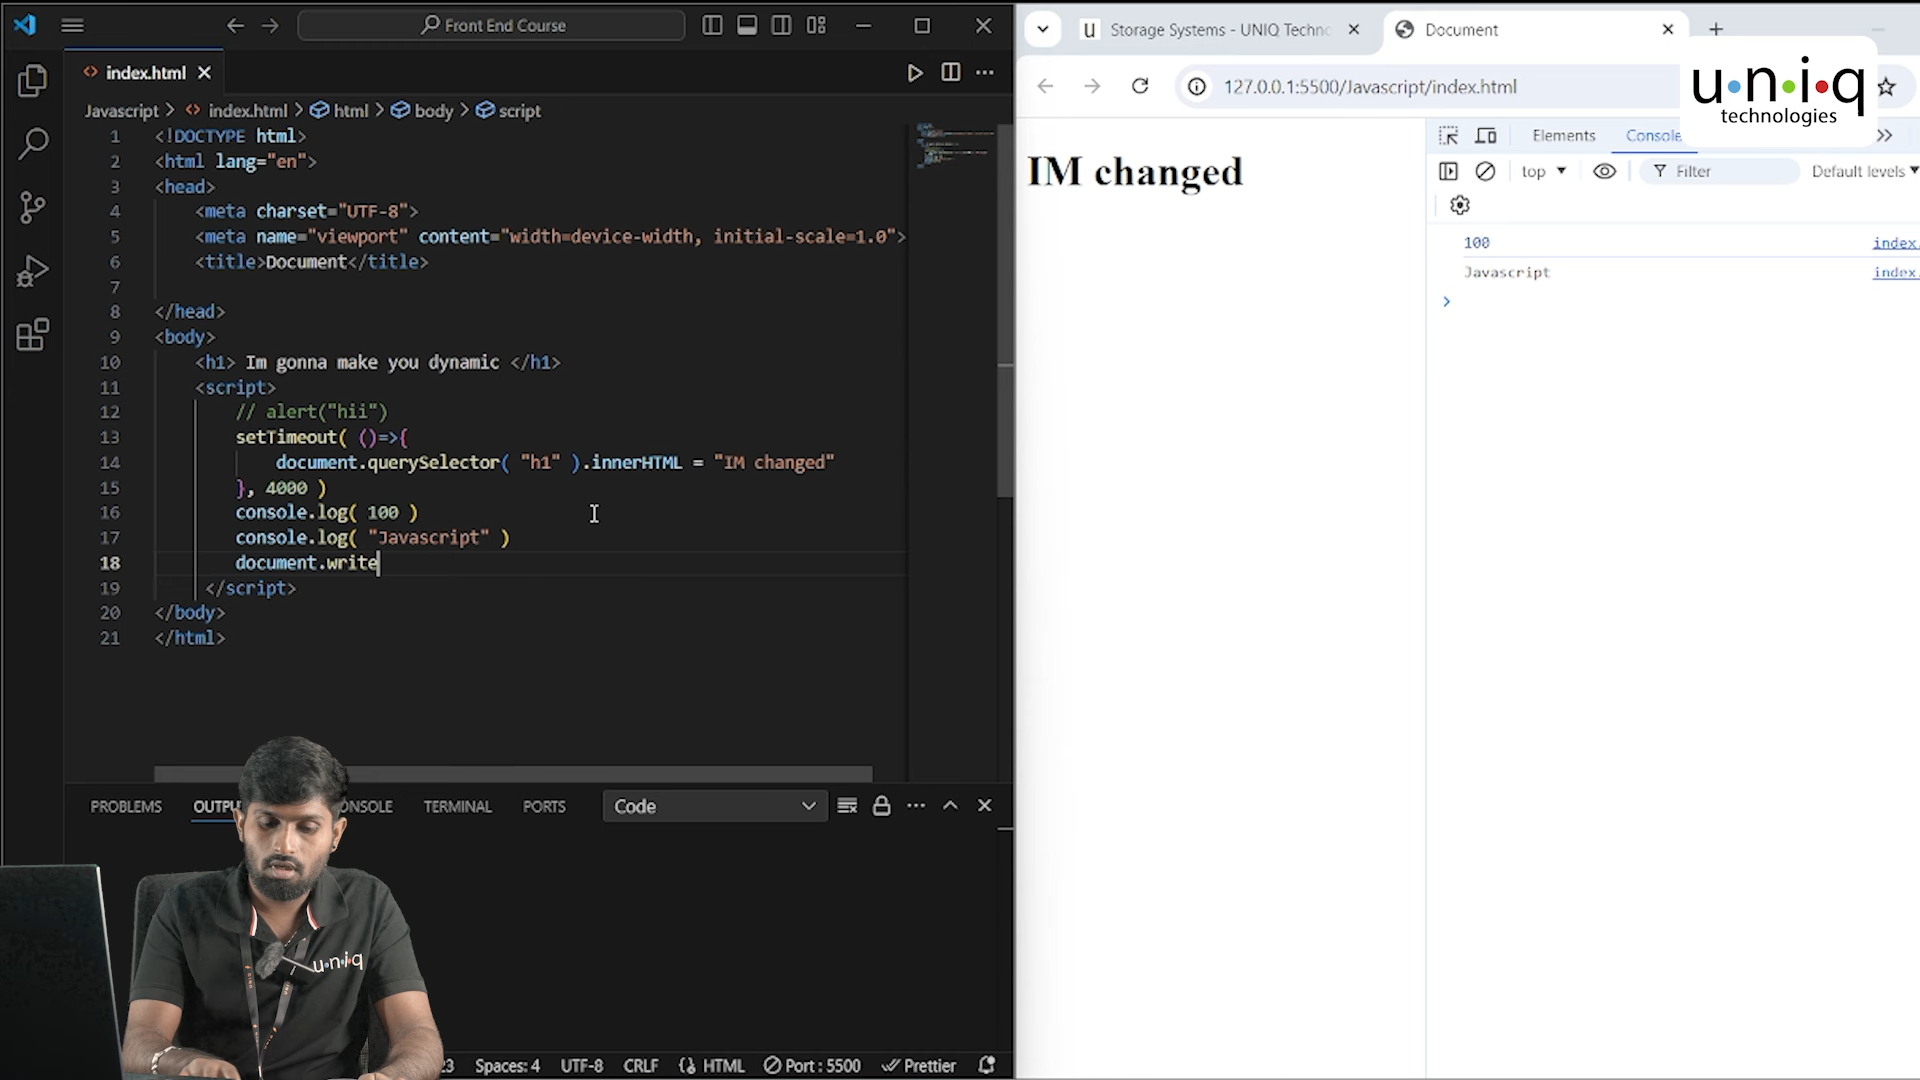 Front End Course
index.html
Javascript > index.html > html > body > script
1 <!DOCTYPE html>
2 <html lang="en">
3 <head>
4 <meta charset="UTF-8">
5 <meta name="viewport" content="width=device-width, initial-scale=1.0">
6 <title>Document</title>
7
8 </head>
9 <body>
10 <h1> Im gonna make you dynamic </h1>
11 <script>
12 // alert("hii")
13 setTimeout( ()=>{
14 document.querySelector( "h1" ).innerHTML = "IM changed"
15 }, 4000 )
16 console.log( 100 )
17 console.log( "Javascript" )
18 document.write
19 </script>
20 </body>
21 </html>
PROBLEMS OUTPU ONSOLE TERMINAL PORTS Code
u·n·i·q
23 Spaces: 4 UTF-8 CRLF {} HTML Port : 5500 Prettier
u Storage Systems - UNIQ Techno Document
127.0.0.1:5500/Javascript/index.html
u·n·i·q
technologies
IM changed
Elements Console
top Filter Default levels
100 index.
Javascript index.